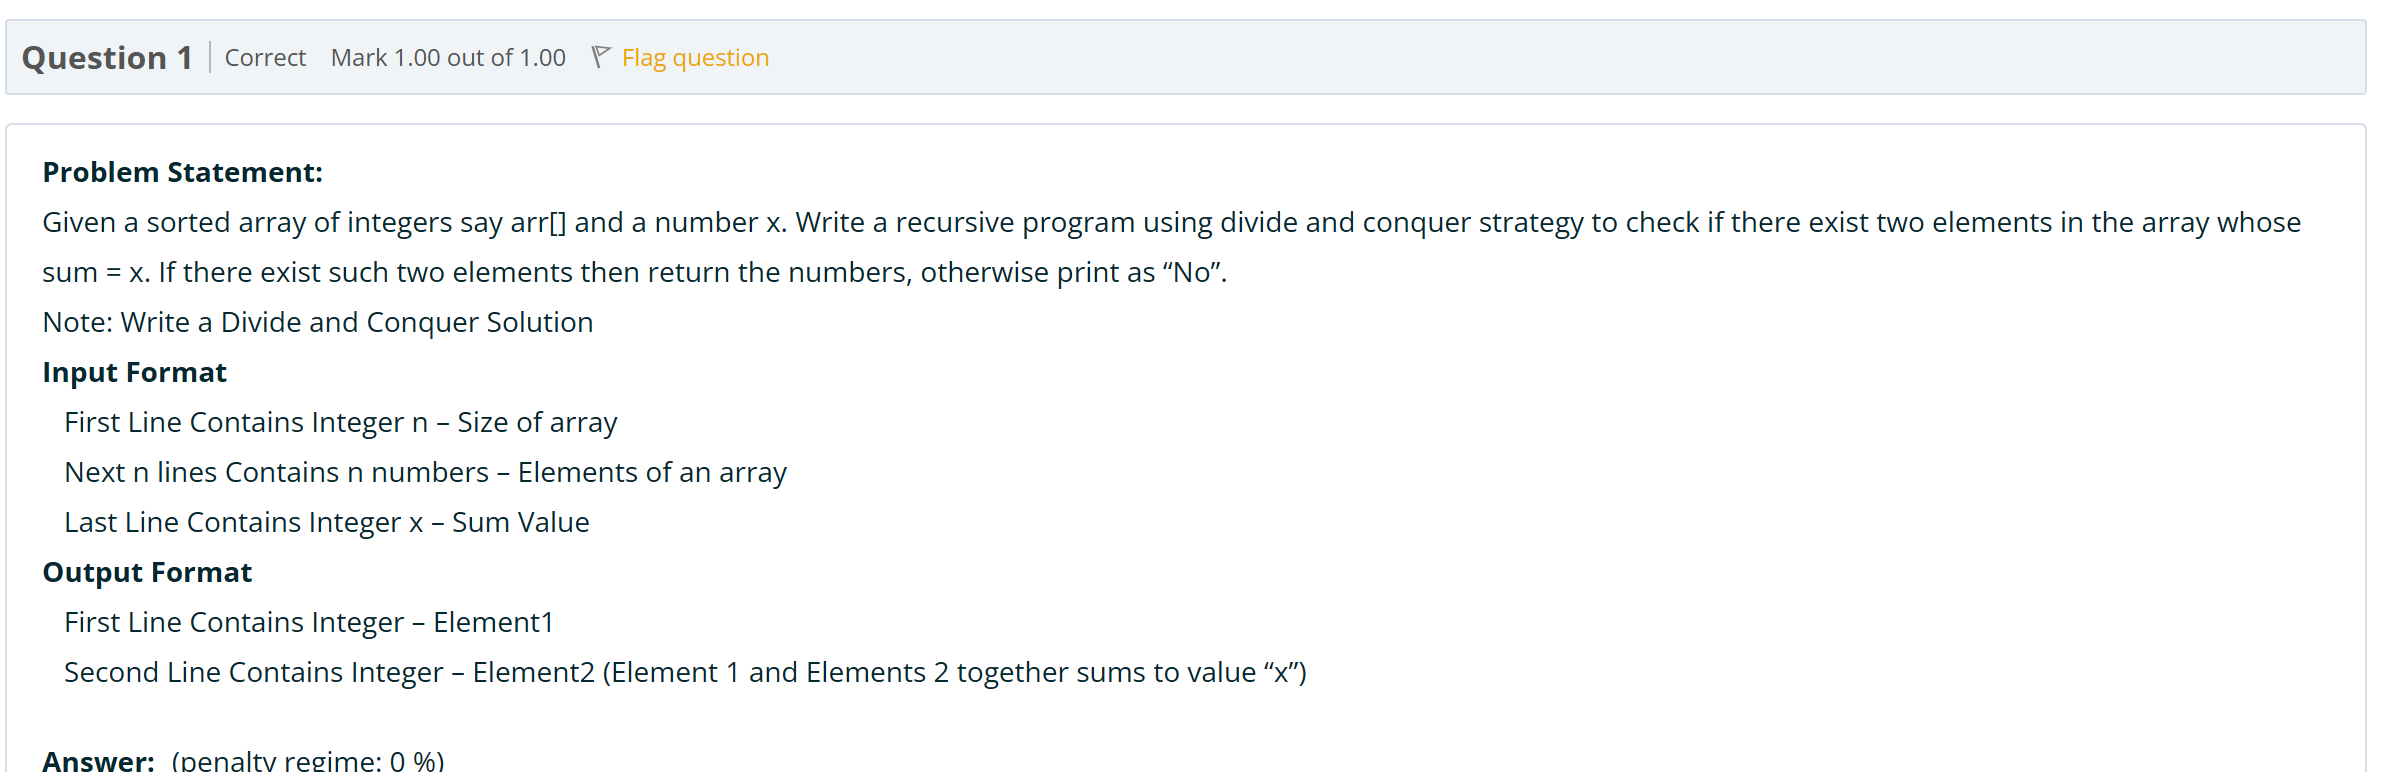 Question 1 Correct Mark 1.00 out of 1.00 Flag question
Problem Statement:
Given a sorted array of integers say arr[] and a number x. Write a recursive program using divide and conquer strategy to check if there exist two elements in the array whose
sum = x. If there exist such two elements then return the numbers, otherwise print as “No”.
Note: Write a Divide and Conquer Solution
Input Format
First Line Contains Integer n – Size of array
Next n lines Contains n numbers – Elements of an array
Last Line Contains Integer x – Sum Value
Output Format
First Line Contains Integer – Element1
Second Line Contains Integer – Element2 (Element 1 and Elements 2 together sums to value “x”)
Answer: (penalty regime: 0 %)